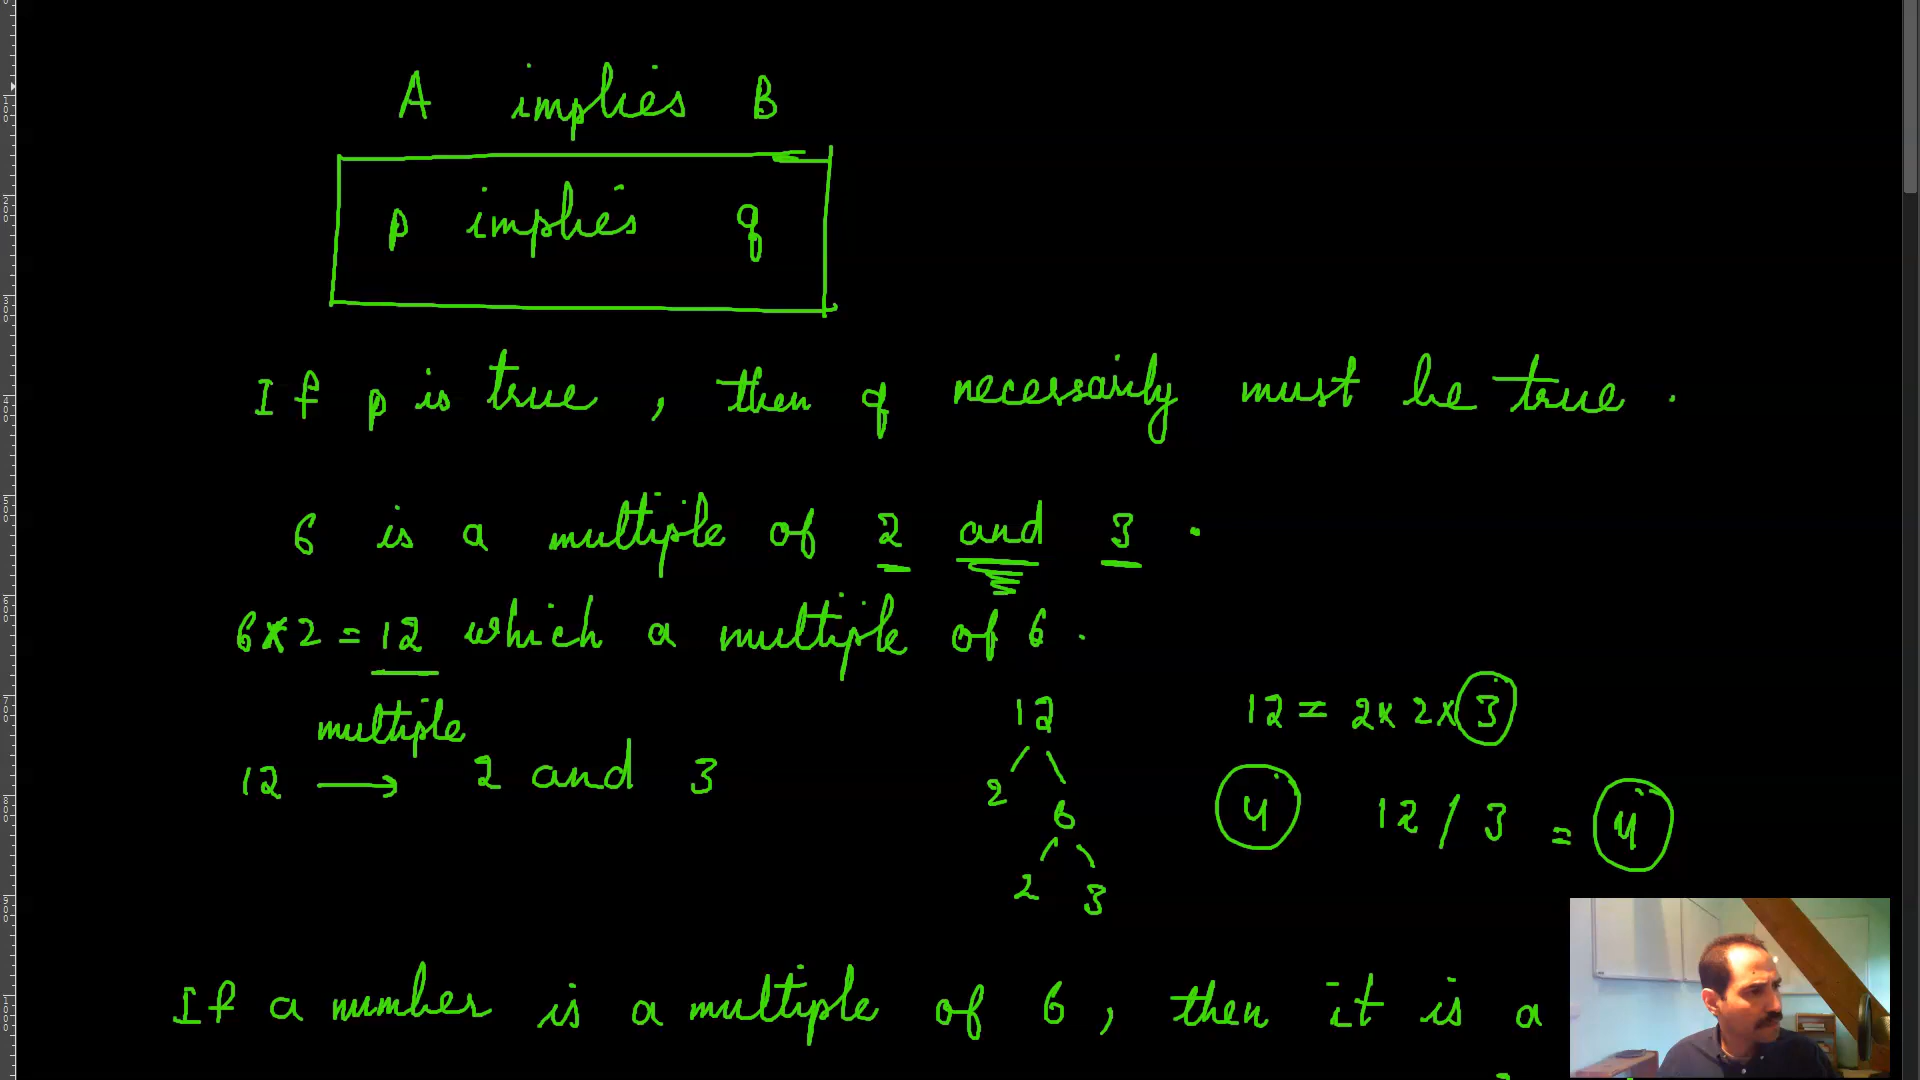 A implies B
p implies q
If p is true, then q necessarily must be true.
6 is a multiple of 2 and 3.
6×2=12 which a multiple of 6.
multiple
12 → 2 and 3
12
2 6
2 3
12 = 2×2×3
4 12/3 = 4
If a number is a multiple of 6, then it is a